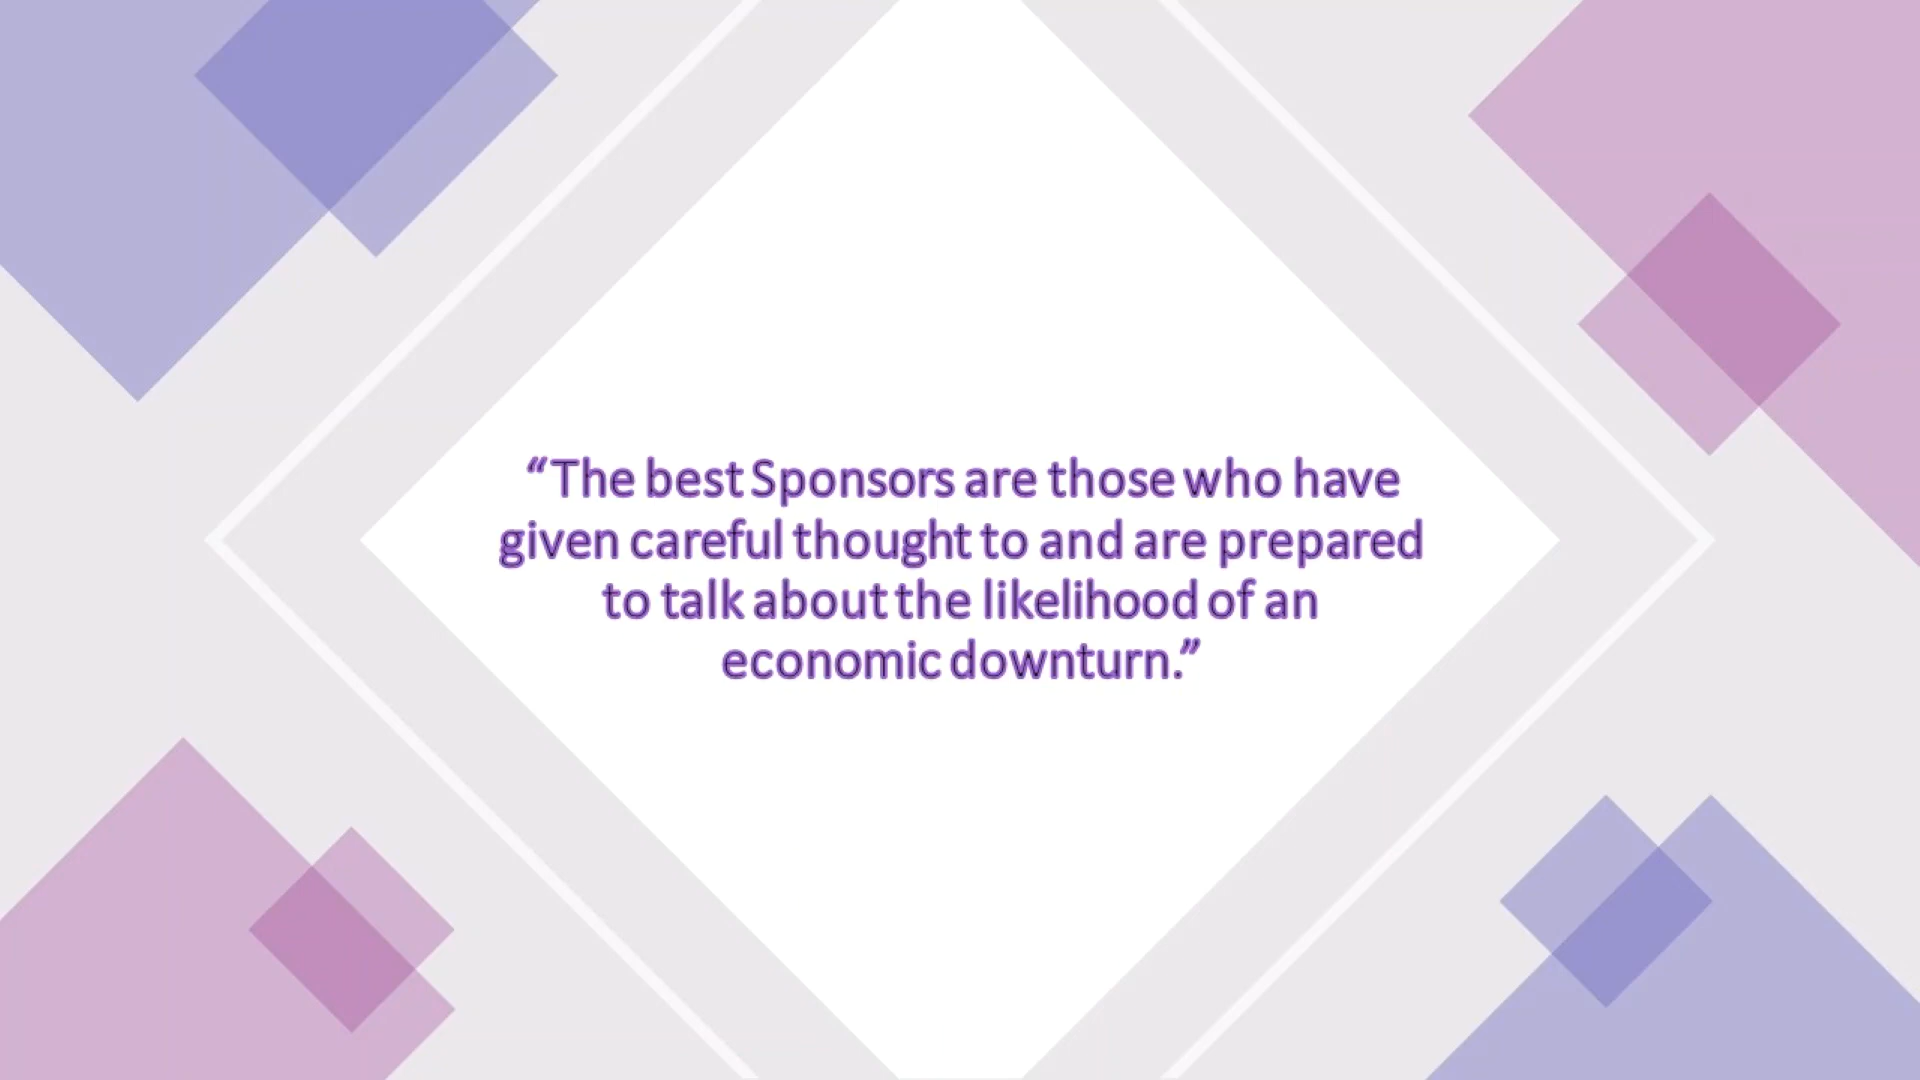 “The best Sponsors are those who have
given careful thought to and are prepared
to talk about the likelihood of an
economic downturn.”